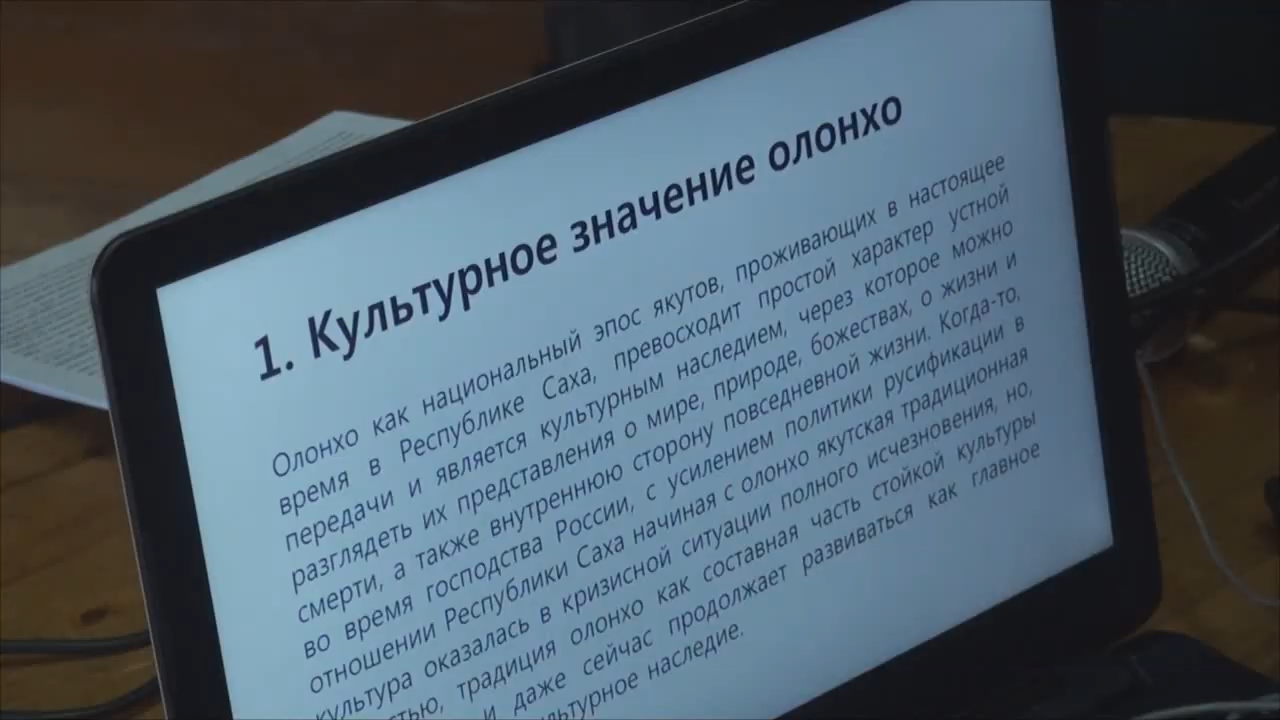 1. Культурное значение олонхо
Олонхо как национальный эпос якутов, проживающих в настоящее
время в Республике Саха, превосходит простой характер устной
передачи и является культурным наследием, через которое можно
разглядеть их представления о мире, природе, божествах, о жизни и
смерти, а также внутреннюю сторону повседневной жизни. Когда-то,
во время господства России, с усилением политики русификации в
отношении Республики Саха начиная с олонхо якутская традиционная
культура оказалась в кризисной ситуации полного исчезновения, но,
традиция олонхо как составная часть стойкой культуры
и даже сейчас продолжает развиваться как главное
наследие.